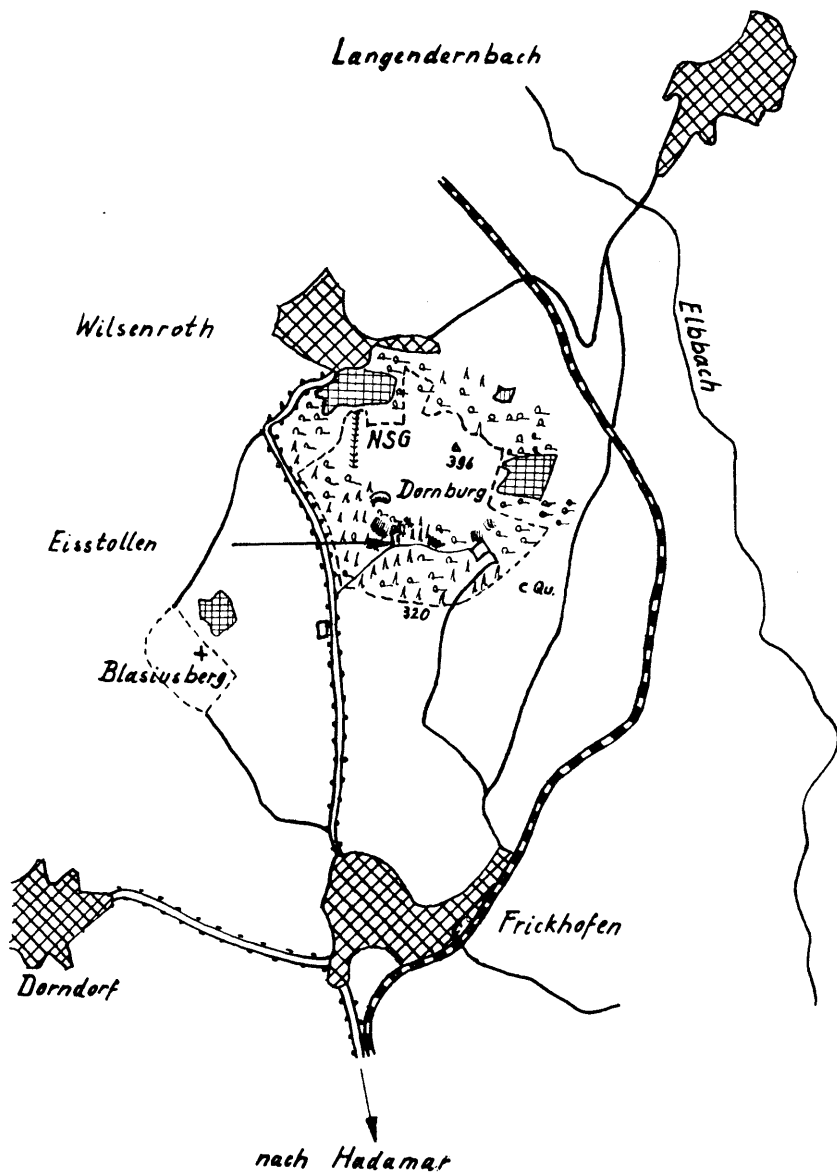 Langendernbach
Wilsenroth
Elbbach
NSG
396
Dornburg
Eisstollen
c Qu.
320
Blasiusberg
Frickhofen
Dorndorf
nach Hadamar